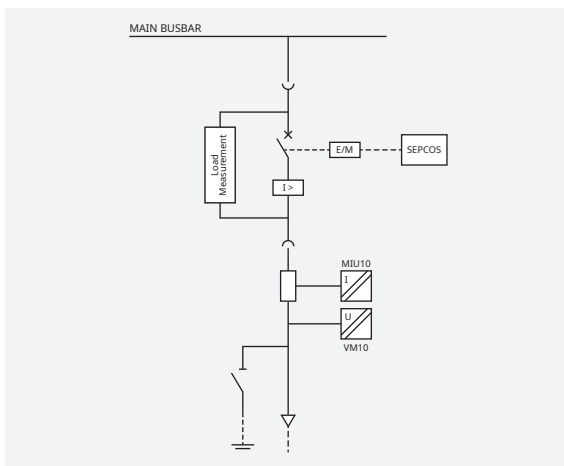 MAIN BUSBAR
Load
Measurement
E/M
SEPCOS
I >
MIU10
I
U
VM10